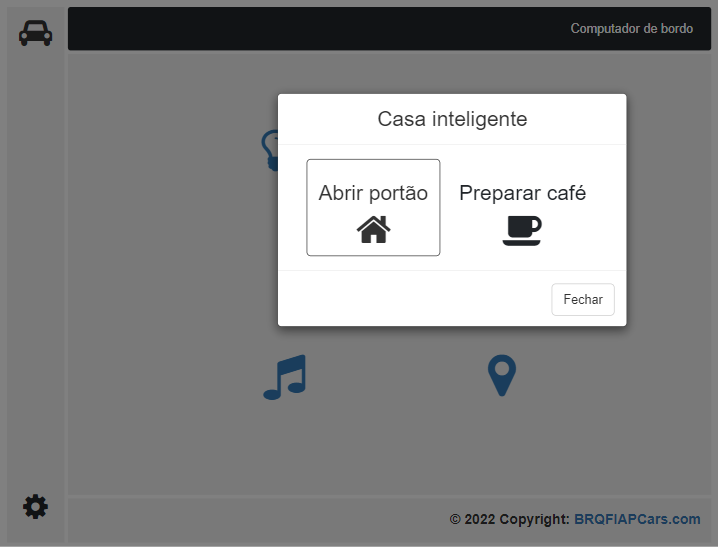 Computador de bordo
Casa inteligente
Abrir portão
Preparar café
Fechar
© 2022 Copyright: BRQFIAPCars.com